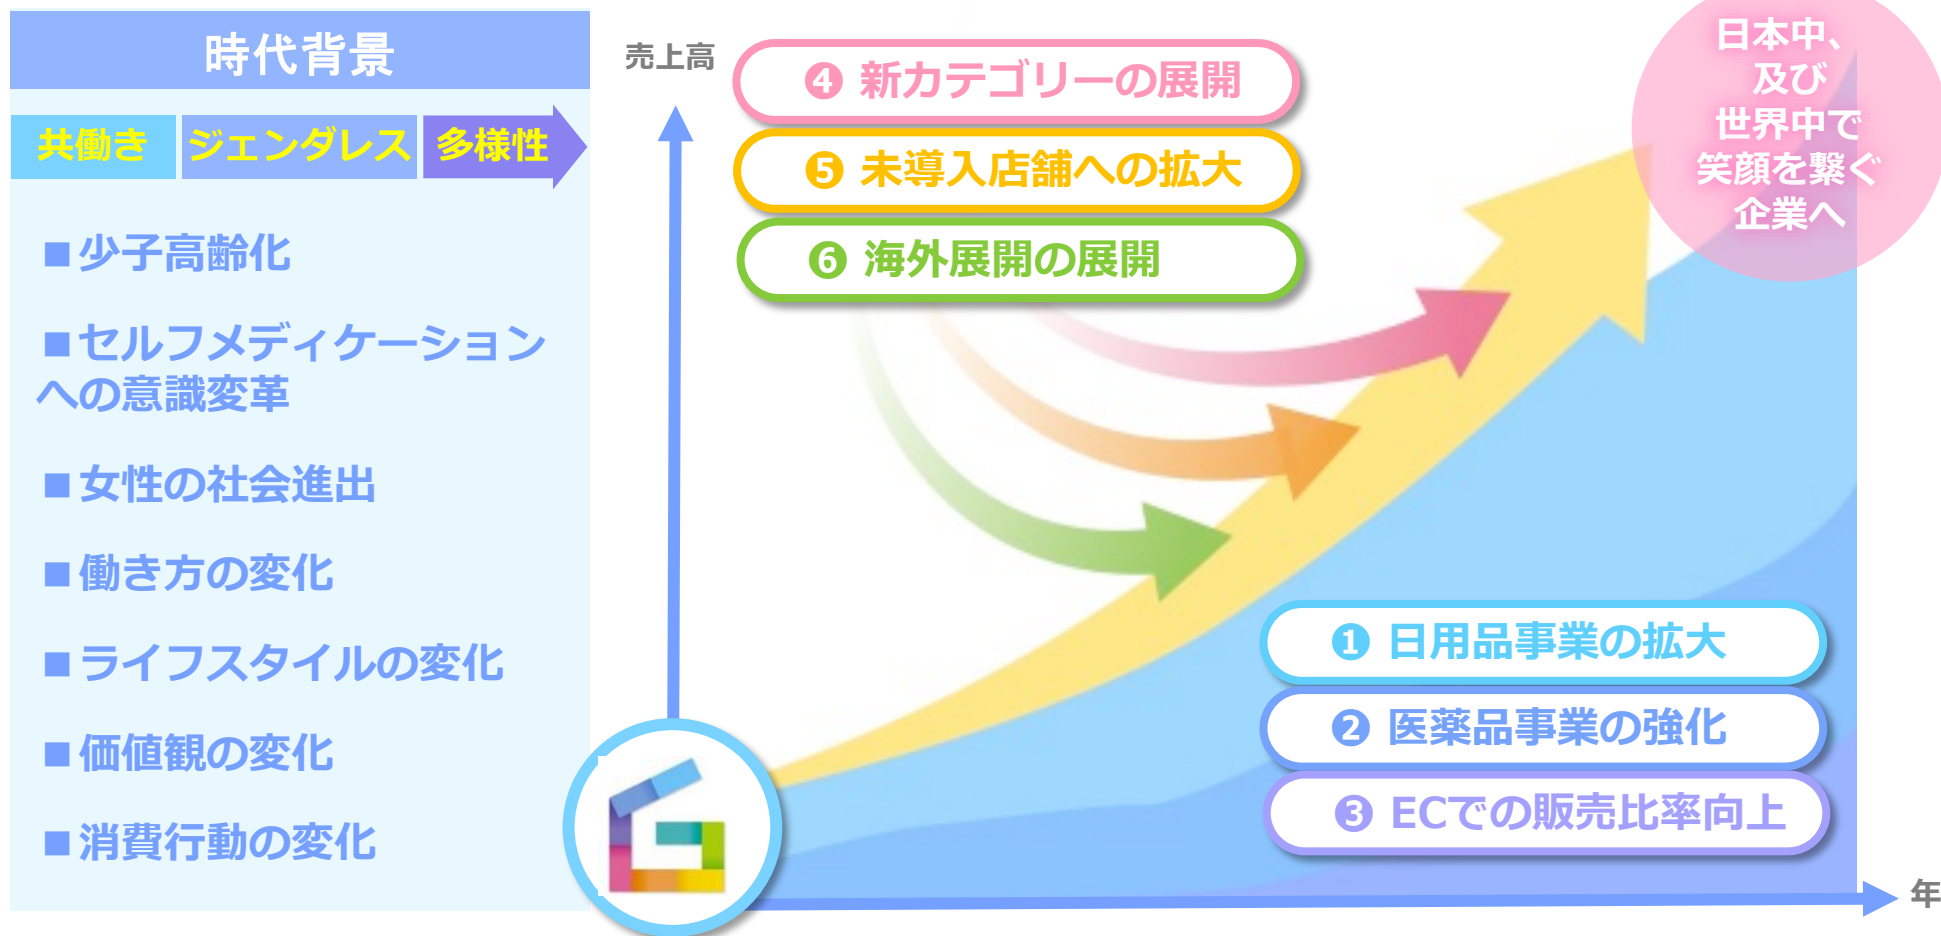 時代背景
共働き ジェンダレス 多様性
■少子高齢化
■セルフメディケーション
への意識変革
■女性の社会進出
■働き方の変化
■ライフスタイルの変化
■価値観の変化
■消費行動の変化
売上高
❹ 新カテゴリーの展開
❺ 未導入店舗への拡大
❻ 海外展開の展開
日本中、
及び
世界中で
笑顔を繋ぐ
企業へ
❶ 日用品事業の拡大
❷ 医薬品事業の強化
❸ ECでの販売比率向上
年